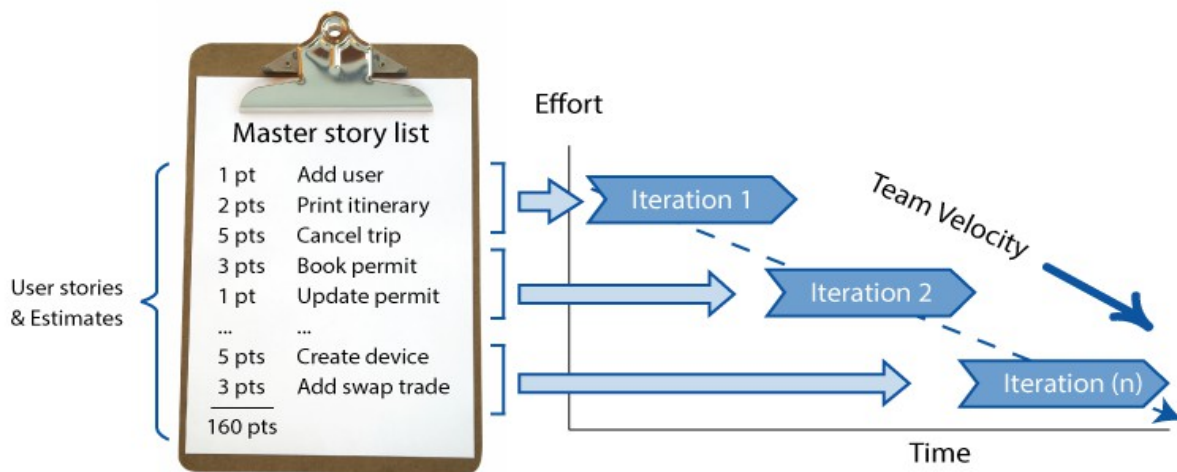 Master story list
1 pt Add user
2 pts Print itinerary
5 pts Cancel trip
3 pts Book permit
1 pt Update permit
... ...
5 pts Create device
3 pts Add swap trade
160 pts
User stories
& Estimates
Effort
Iteration 1
Iteration 2
Iteration (n)
Team Velocity
Time